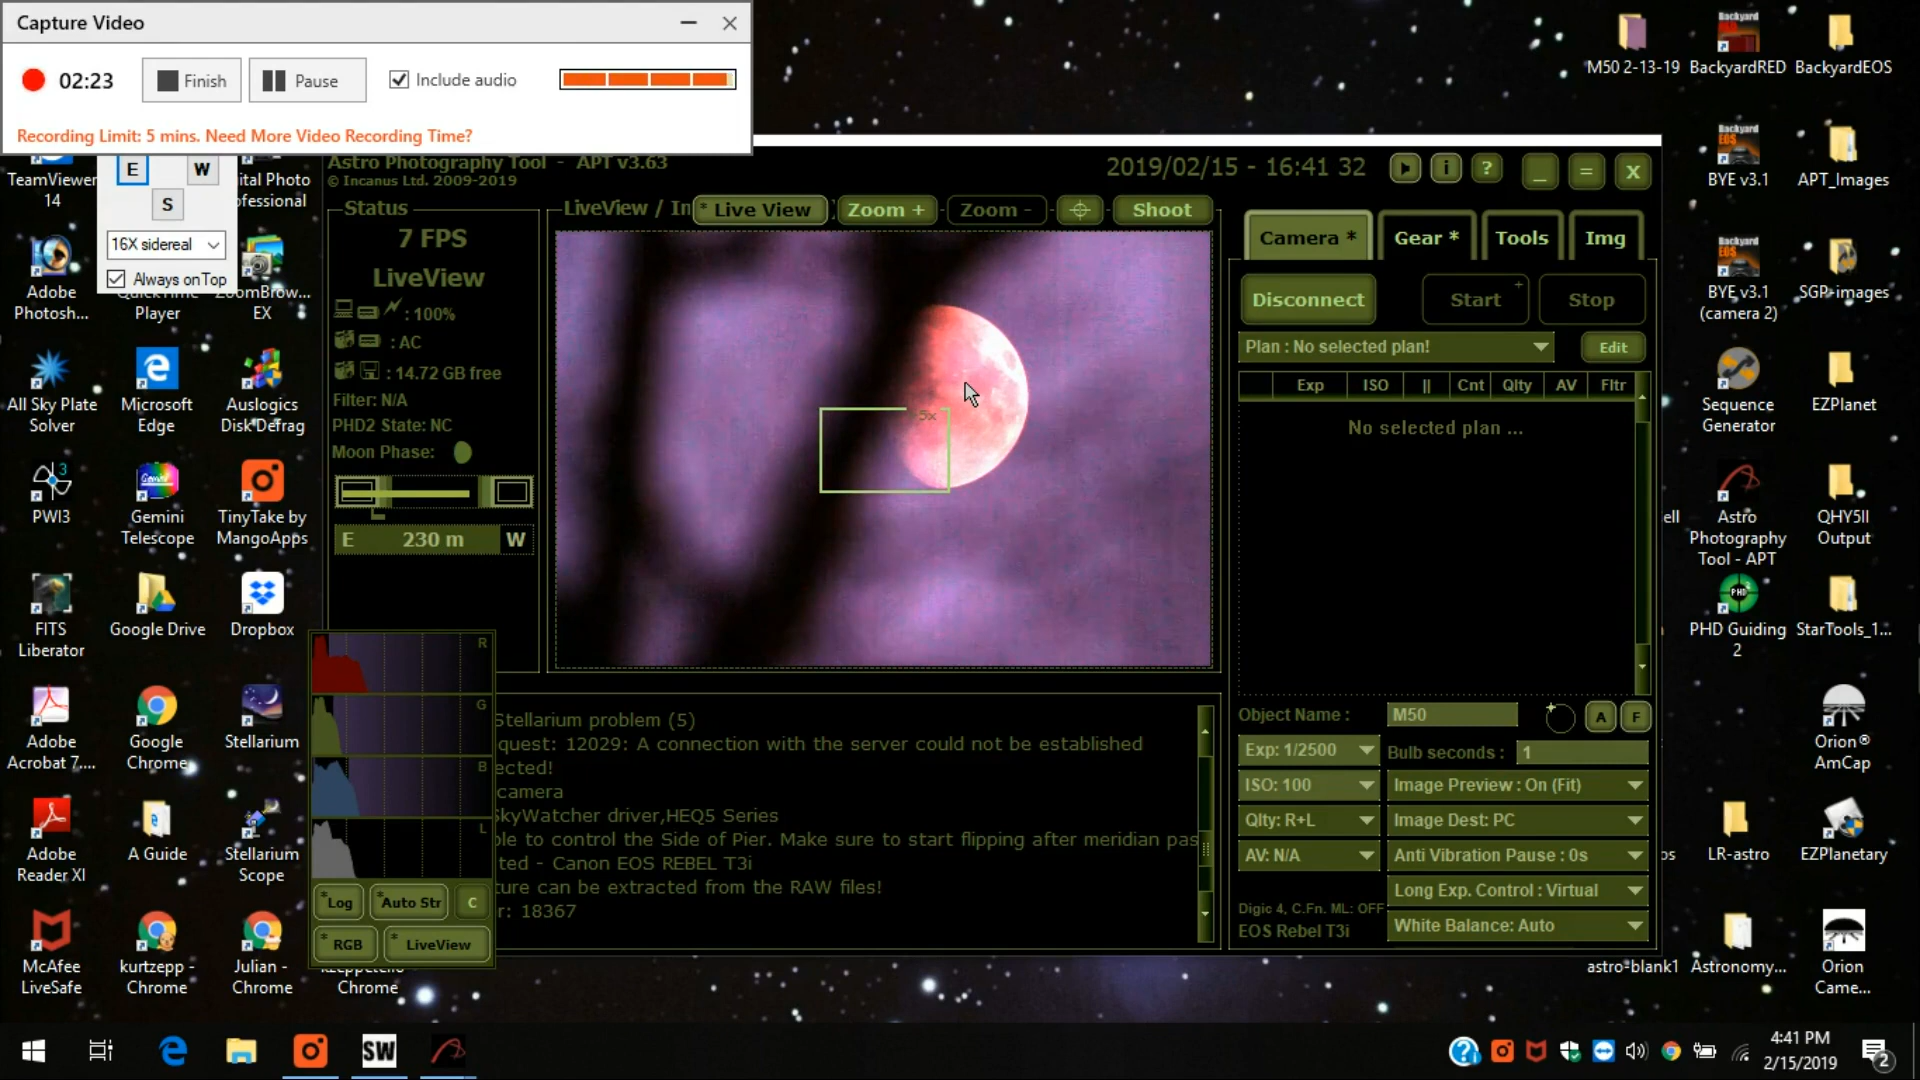 Capture Video
02:23
Finish
Pause
Include audio
Recording Limit: 5 mins. Need More Video Recording Time?
E
W
S
16X sidereal
Always on Top
TeamViewer
14
Adobe
Photosh...
Player
EX
All Sky Plate
Solver
Microsoft
Edge
Auslogics
Disk Defrag
PWI3
Gemini
Telescope
TinyTake by
MangoApps
FITS
Liberator
Google Drive
Dropbox
Adobe
Acrobat 7....
Google
Chrome
Stellarium
Adobe
Reader XI
A Guide
Stellarium
Scope
McAfee
LiveSafe
kurtzepp -
Chrome
Julian -
Chrome
Chrome
Astro Photography Tool - APT v3.63
© Incanus Ltd. 2009-2019
2019/02/15 - 16:41 32
i
?
_
=
X
Status
7 FPS
LiveView
: 100%
: AC
: 14.72 GB free
Filter: N/A
PHD2 State: NC
Moon Phase:
E 230 m W
LiveView / In
* Live View
Zoom +
Zoom -
Shoot
5x
R
G
B
L
*Log
*Auto Str
C
* RGB
* LiveView
Stellarium problem (5)
quest: 12029: A connection with the server could not be established
ected!
camera
SkyWatcher driver,HEQ5 Series
ble to control the Side of Pier. Make sure to start flipping after meridian pas
ted - Canon EOS REBEL T3i
ture can be extracted from the RAW files!
r: 18367
Camera *
Gear *
Tools
Img
Disconnect
Start +
Stop
Plan : No selected plan!
Edit
Exp ISO || Cnt Qlty AV Fltr
No selected plan ...
Object Name :
M50
A
F
Exp: 1/2500
Bulb seconds :
1
ISO: 100
Image Preview : On (Fit)
Qlty: R+L
Image Dest: PC
AV: N/A
Anti Vibration Pause : 0s
Long Exp. Control : Virtual
Digic 4, C.Fn. ML: OFF
EOS Rebel T3i
White Balance: Auto
M50 2-13-19
BackyardRED
BackyardEOS
BYE v3.1
APT_Images
BYE v3.1
(camera 2)
SGP-images
Sequence
Generator
EZPlanet
Astro
Photography
Tool - APT
QHY5II
Output
PHD Guiding
2
StarTools_1...
Orion®
AmCap
LR-astro
EZPlanetary
astro-blank1
Astronomy...
Orion
Came...
SW
4:41 PM
2/15/2019
2